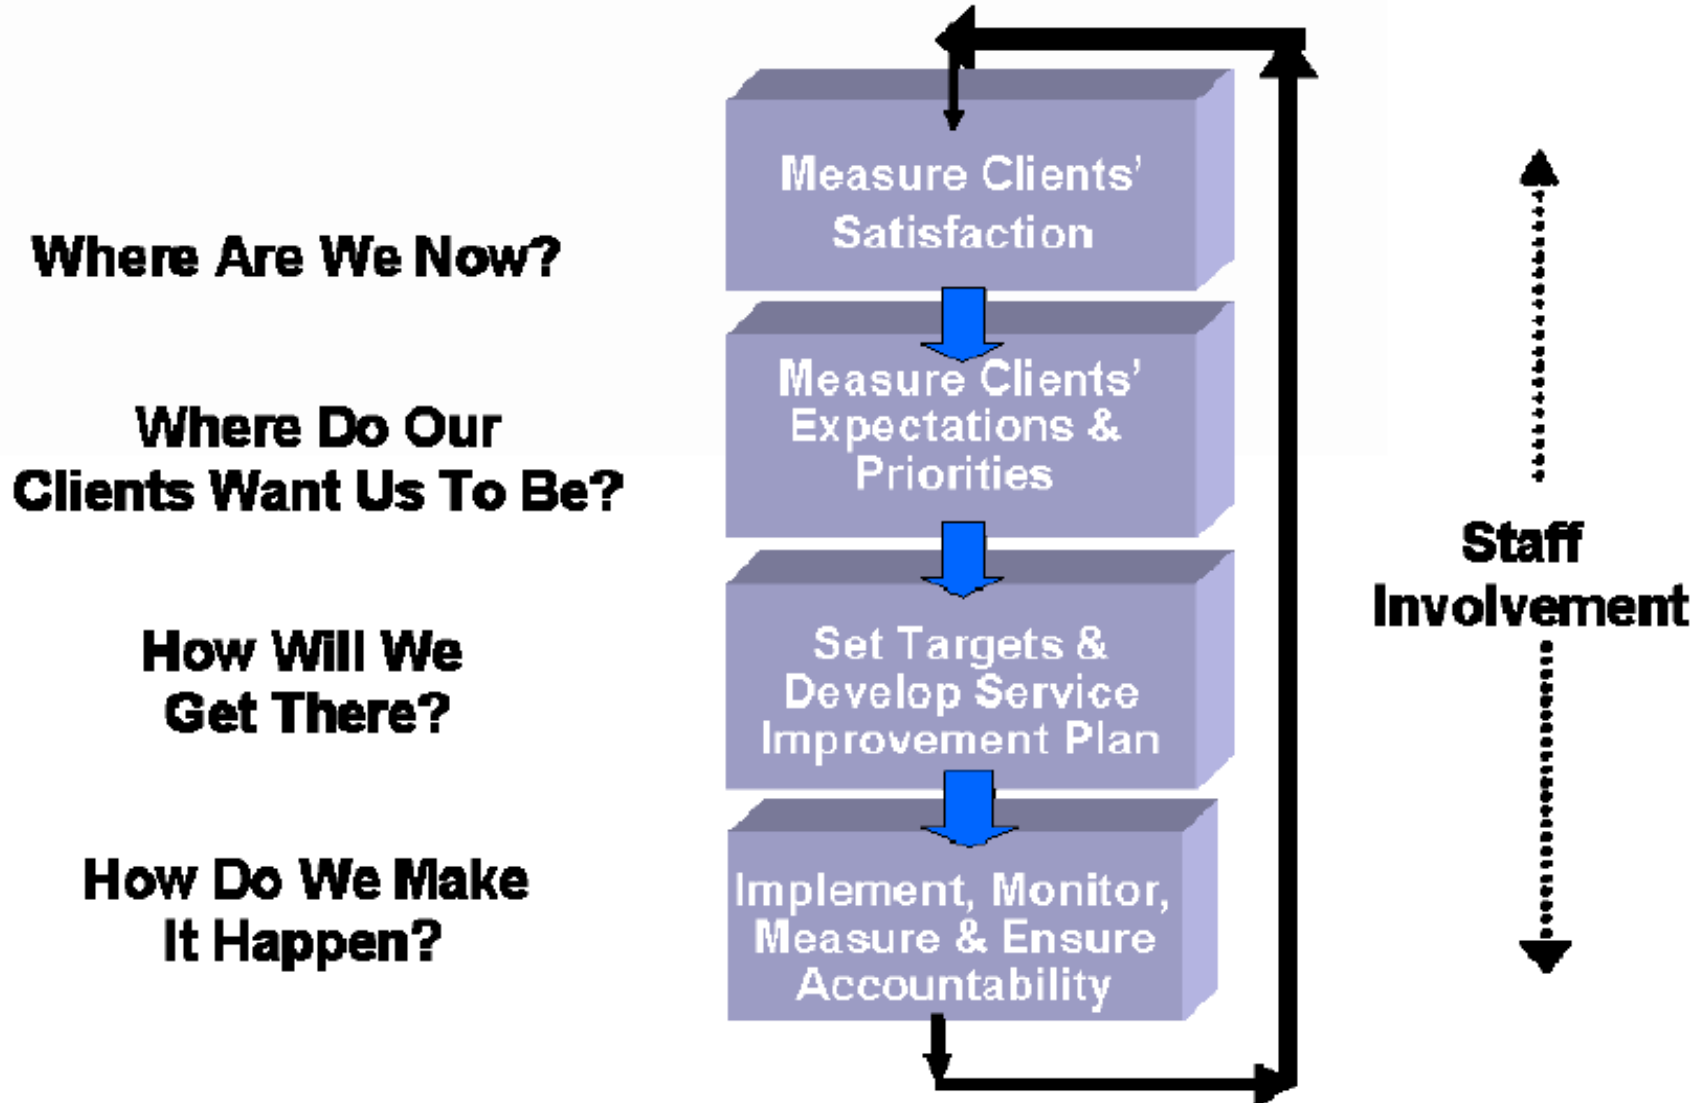 Where Are We Now?
Measure Clients'
Satisfaction
Where Do Our
Clients Want Us To Be?
Measure Clients'
Expectations &
Priorities
How Will We
Get There?
Set Targets &
Develop Service
Improvement Plan
How Do We Make
It Happen?
Implement, Monitor,
Measure & Ensure
Accountability
Staff
Involvement